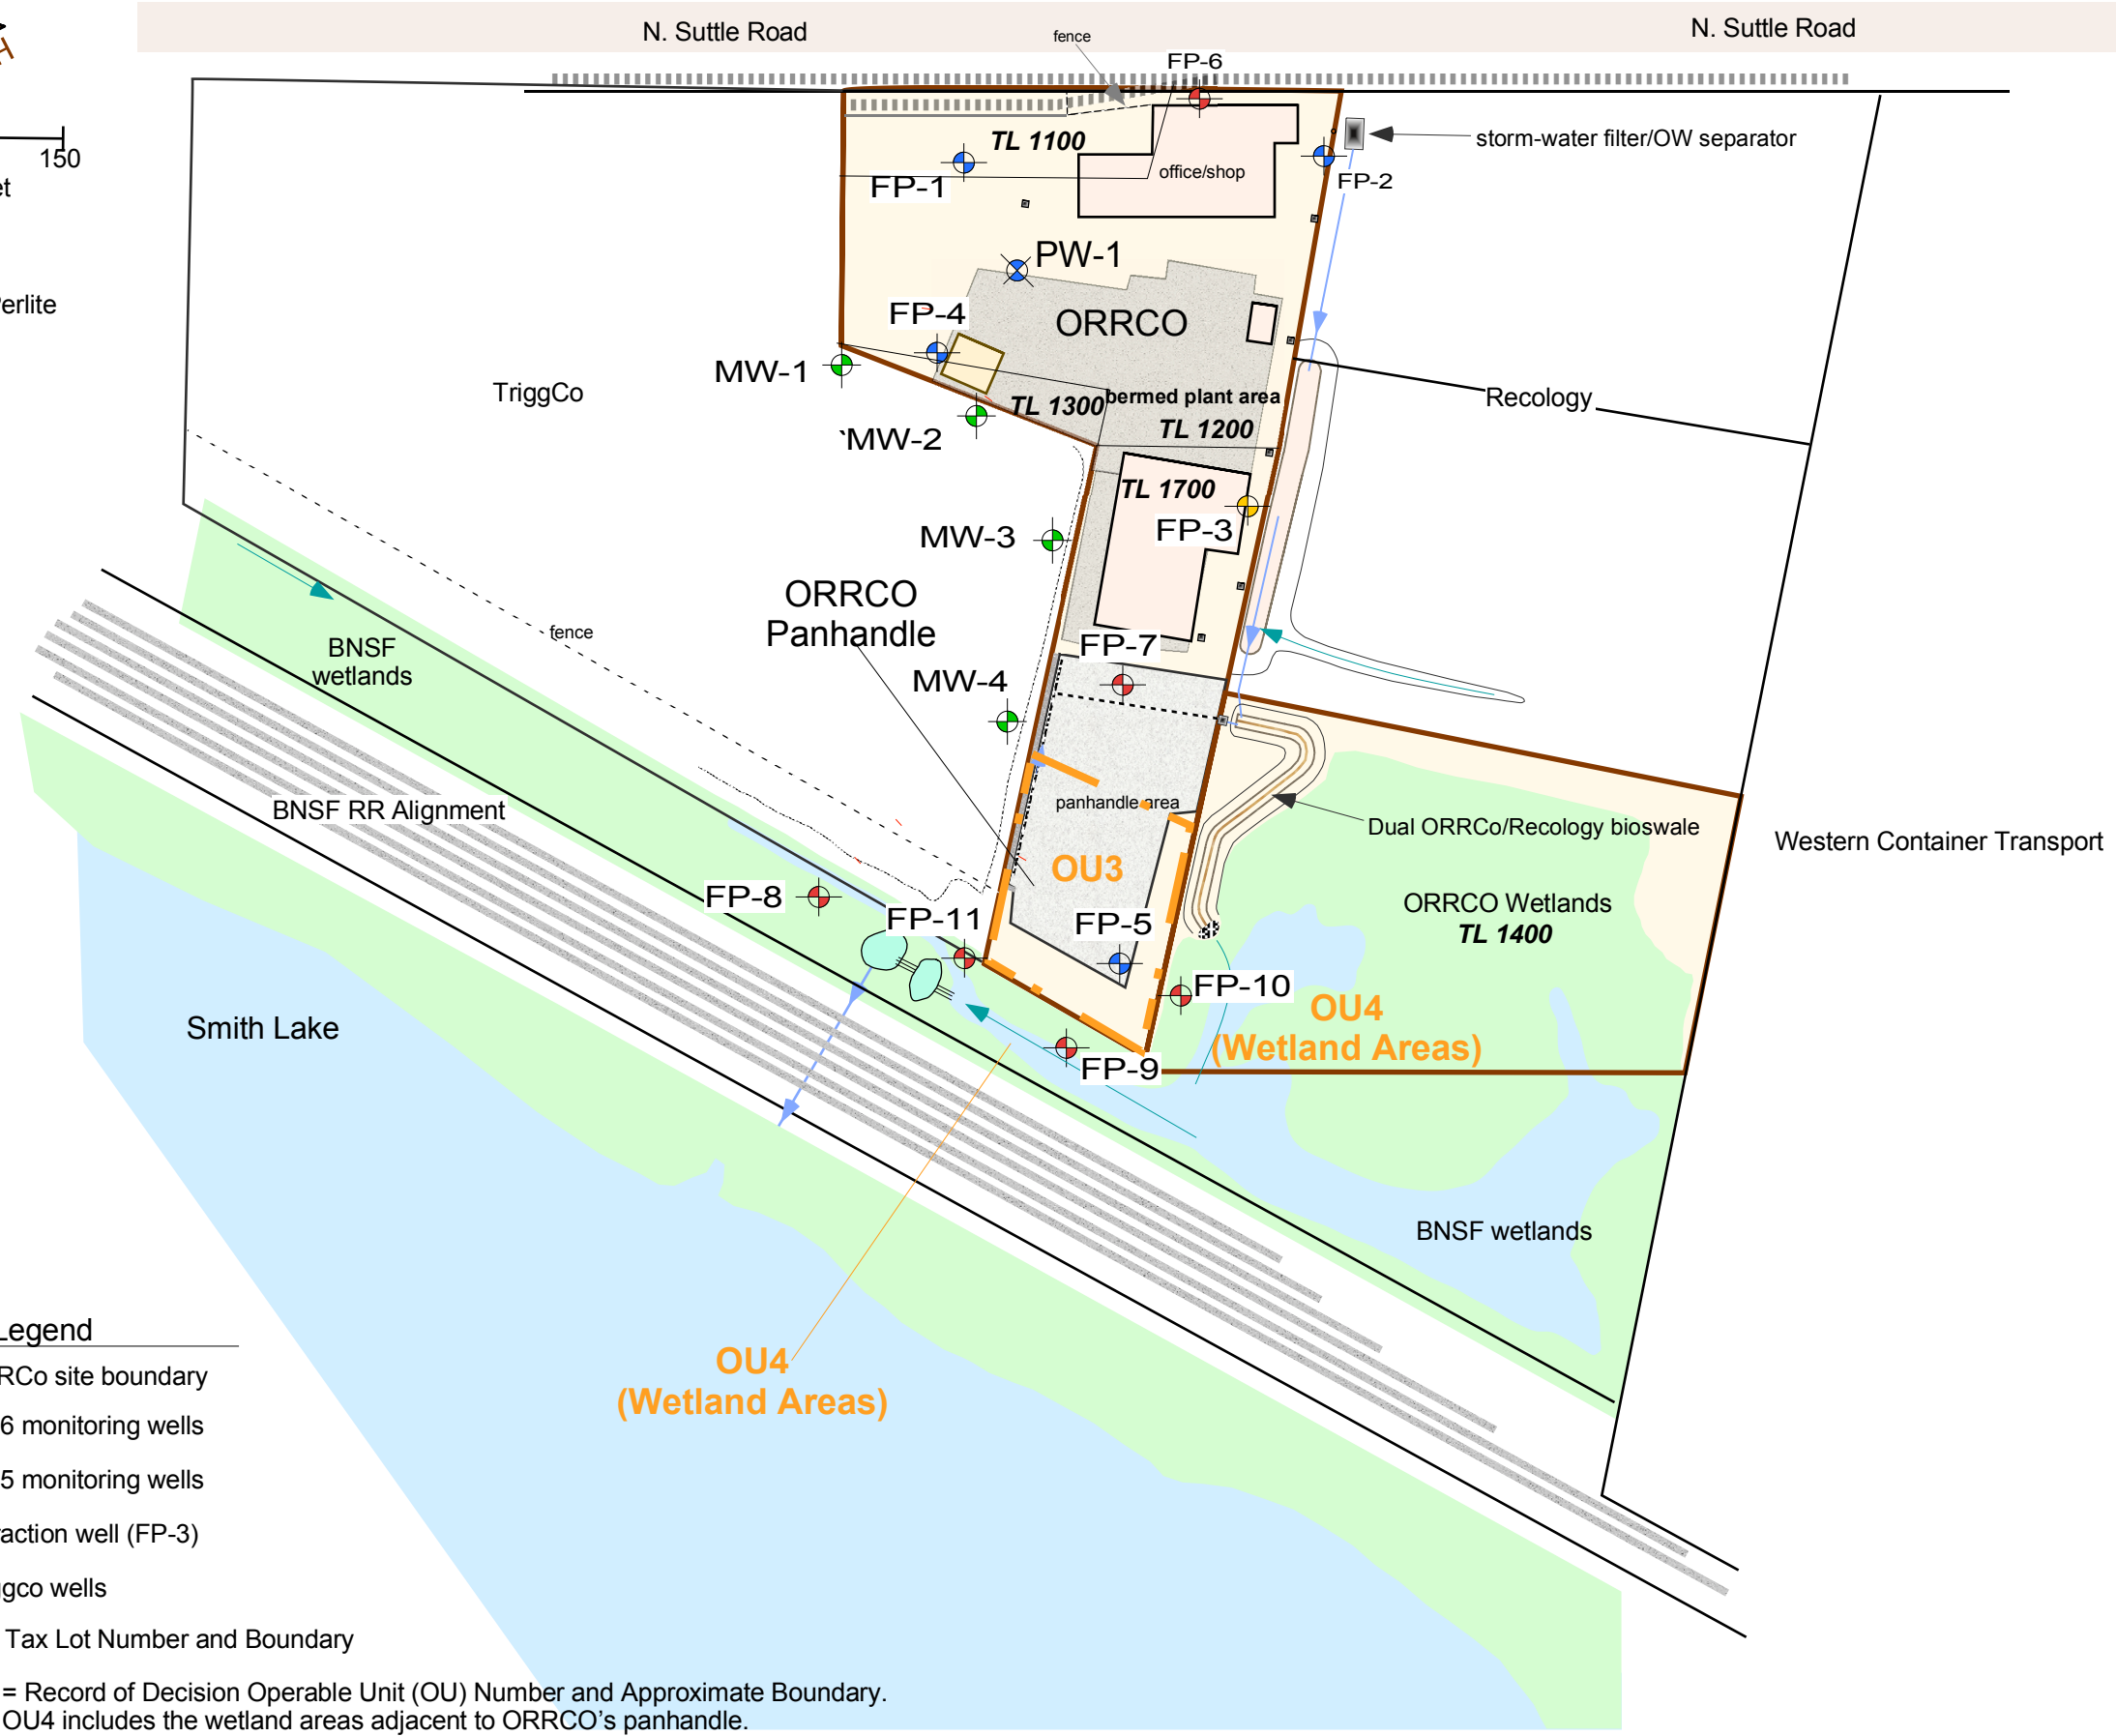 N. Suttle Road
N. Suttle Road
fence
FP-6
150
TL 1100
storm-water filter/OW separator
office/shop
FP-1
FP-2
PW-1
FP-4
ORRCO
MW-1
TriggCo
bermed plant area
Recology
TL 1300
TL 1200
`MW-2
TL 1700
FP-3
MW-3
ORRCO
Panhandle
fence
BNSF
wetlands
FP-7
MW-4
BNSF RR Alignment
panhandle area
Dual ORRCo/Recology bioswale
Western Container Transport
OU3
FP-8
FP-11
FP-5
ORRCO Wetlands
TL 1400
FP-10
OU4
(Wetland Areas)
Smith Lake
FP-9
BNSF wetlands
OU4
(Wetland Areas)
Legend
RCo site boundary
6 monitoring wells
5 monitoring wells
action well (FP-3)
gco wells
Tax Lot Number and Boundary
= Record of Decision Operable Unit (OU) Number and Approximate Boundary.
OU4 includes the wetland areas adjacent to ORRCO’s panhandle.